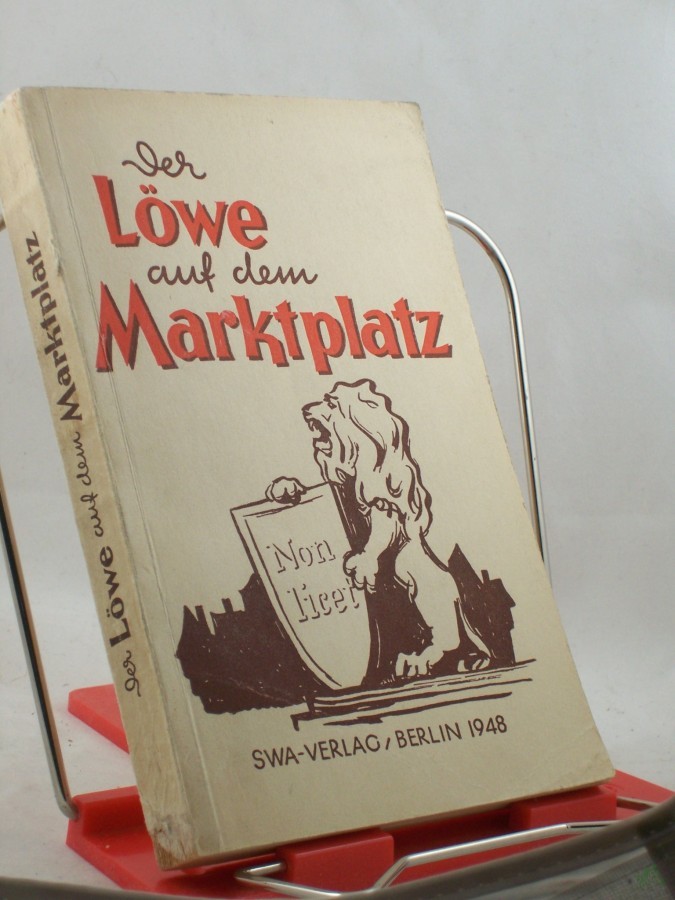 der
Löwe
auf dem
Marktplatz
Non
licet
SWA-VERLAG, BERLIN 1948
der Löwe auf dem Marktplatz